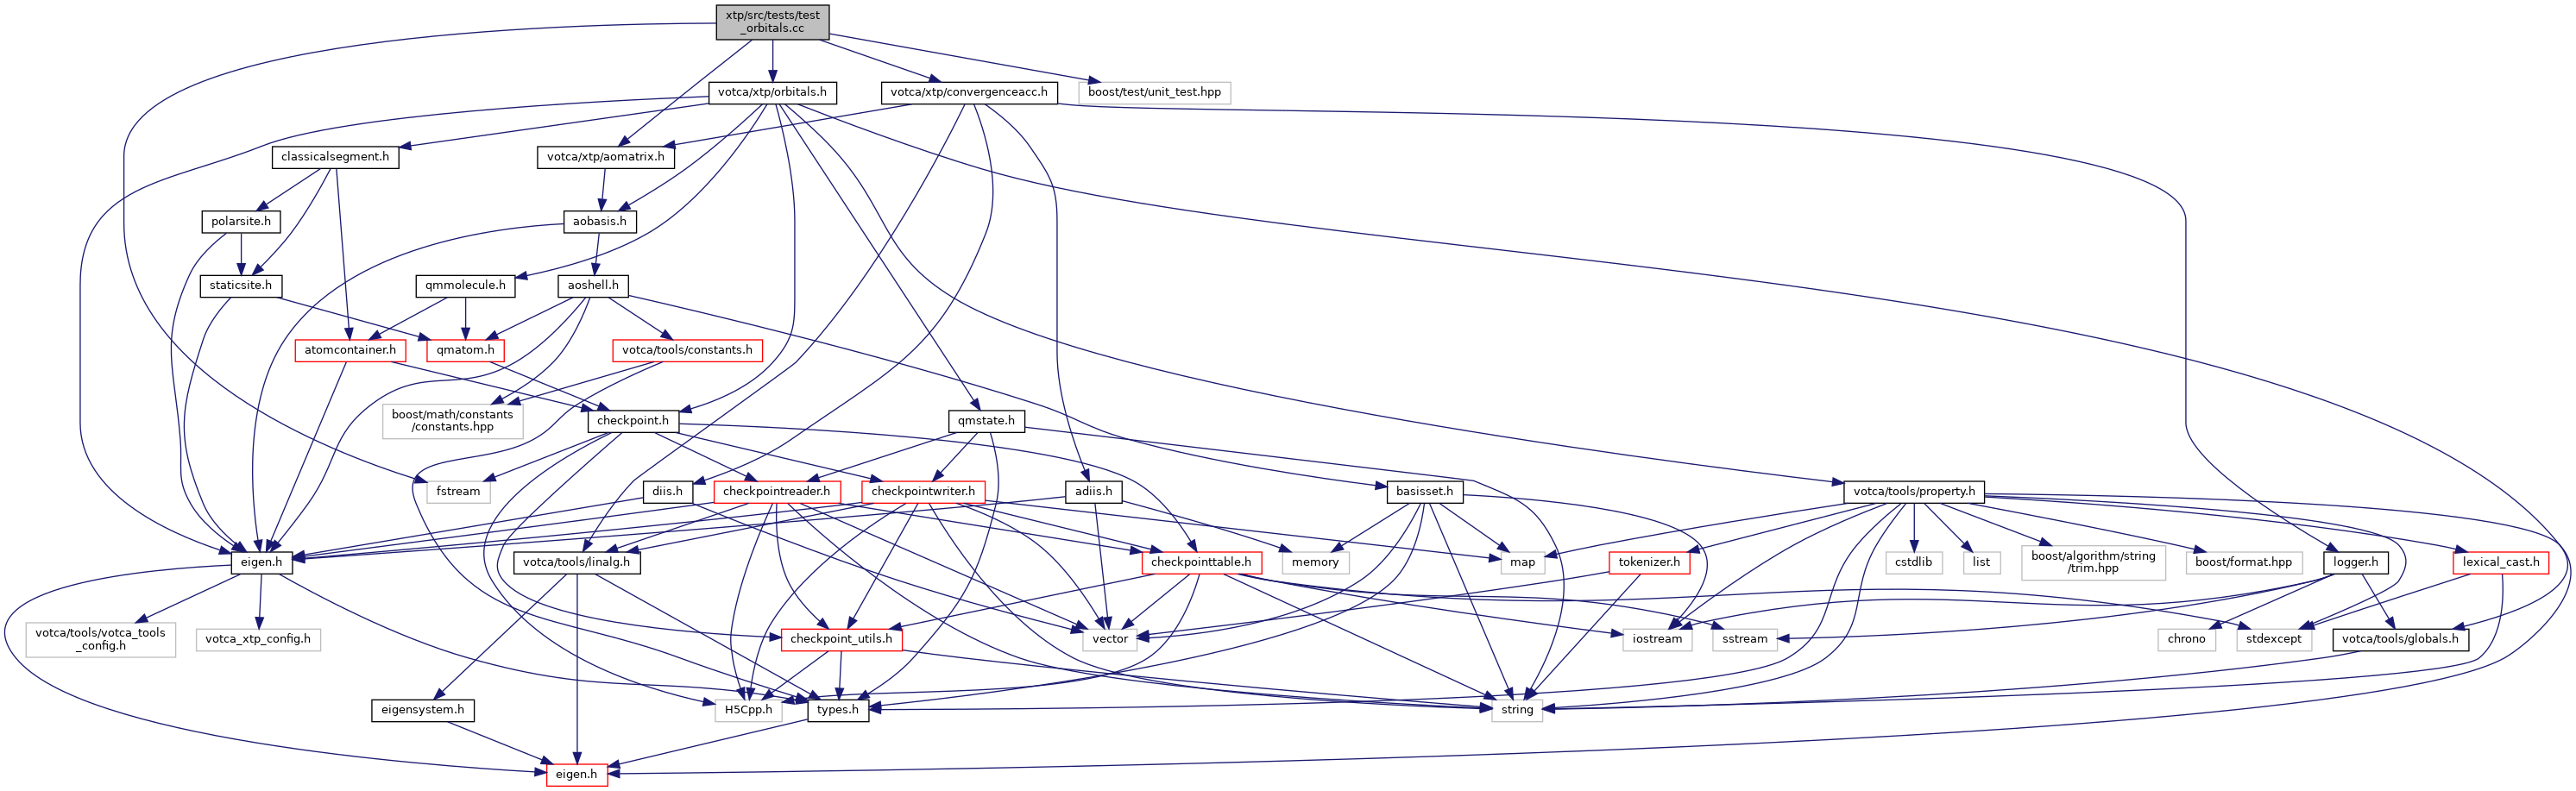 xtp/src/tests/test
_orbitals.cc
votca/xtp/orbitals.h
votca/xtp/convergenceacc.h
boost/test/unit_test.hpp
classicalsegment.h
votca/xtp/aomatrix.h
polarsite.h
aobasis.h
staticsite.h
qmmolecule.h
aoshell.h
atomcontainer.h
qmatom.h
votca/tools/constants.h
boost/math/constants
/constants.hpp
checkpoint.h
qmstate.h
fstream
diis.h
checkpointreader.h
checkpointwriter.h
adiis.h
basisset.h
votca/tools/property.h
eigen.h
votca/tools/linalg.h
checkpointtable.h
memory
map
tokenizer.h
cstdlib
list
boost/algorithm/string
/trim.hpp
boost/format.hpp
logger.h
lexical_cast.h
votca/tools/votca_tools
_config.h
votca_xtp_config.h
checkpoint_utils.h
vector
iostream
sstream
chrono
stdexcept
votca/tools/globals.h
eigensystem.h
H5Cpp.h
types.h
string
eigen.h